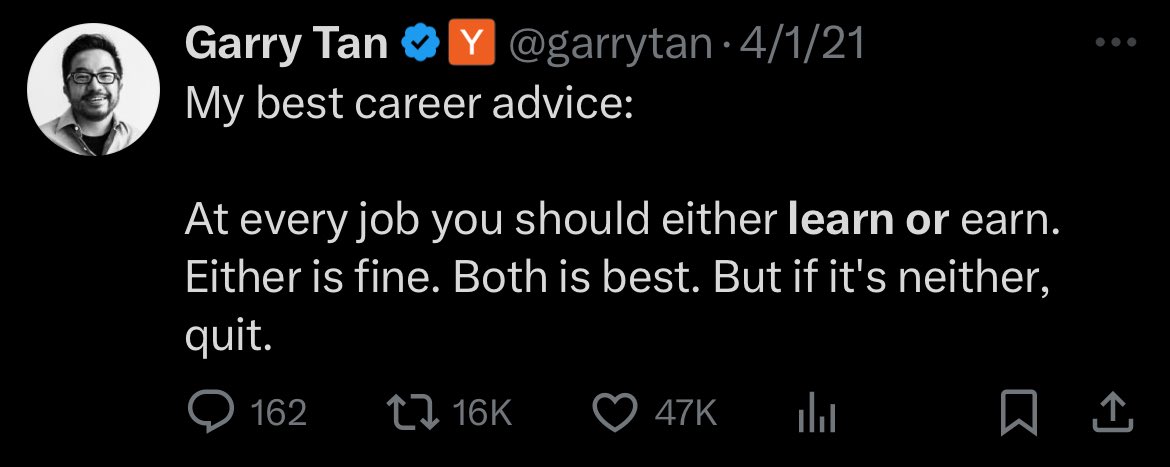 Garry Tan Y @garrytan · 4/1/21
My best career advice:
At every job you should either learn or earn.
Either is fine. Both is best. But if it's neither,
quit.
162 16K 47K